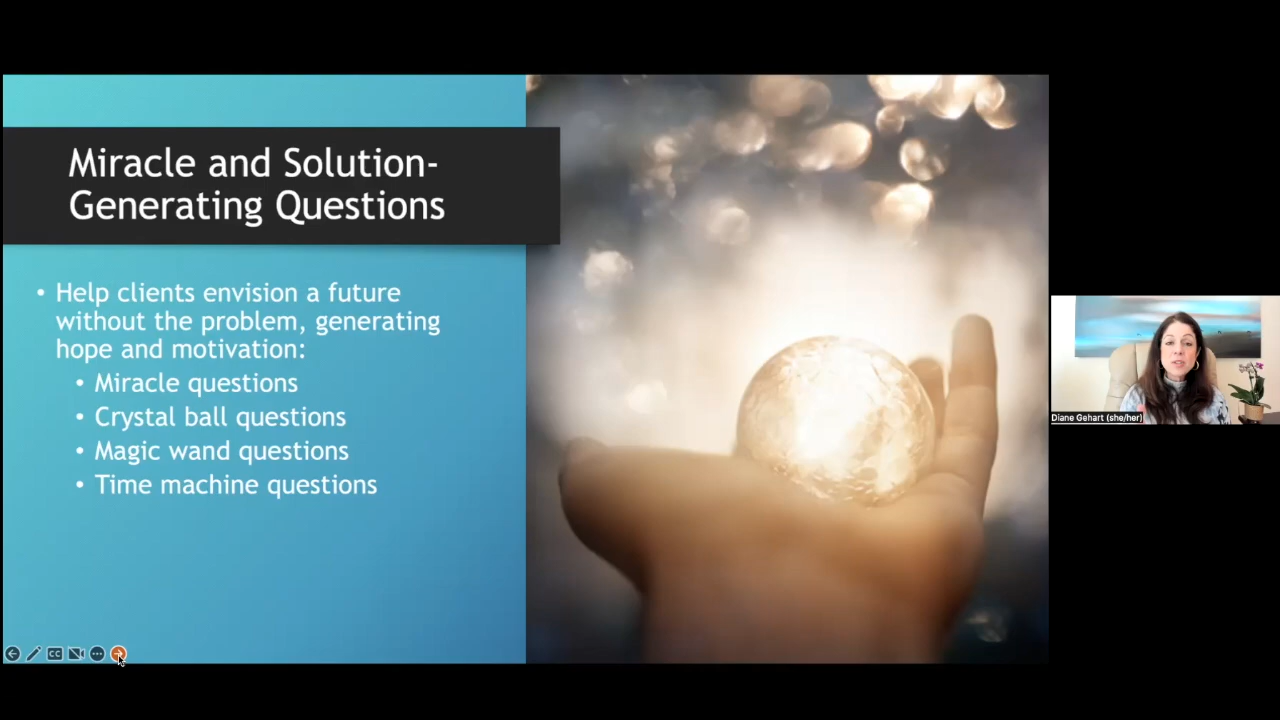 Miracle and Solution-
Generating Questions
• Help clients envision a future
without the problem, generating
hope and motivation:
• Miracle questions
• Crystal ball questions
• Magic wand questions
• Time machine questions
CC
Diane Gehart (she/her)